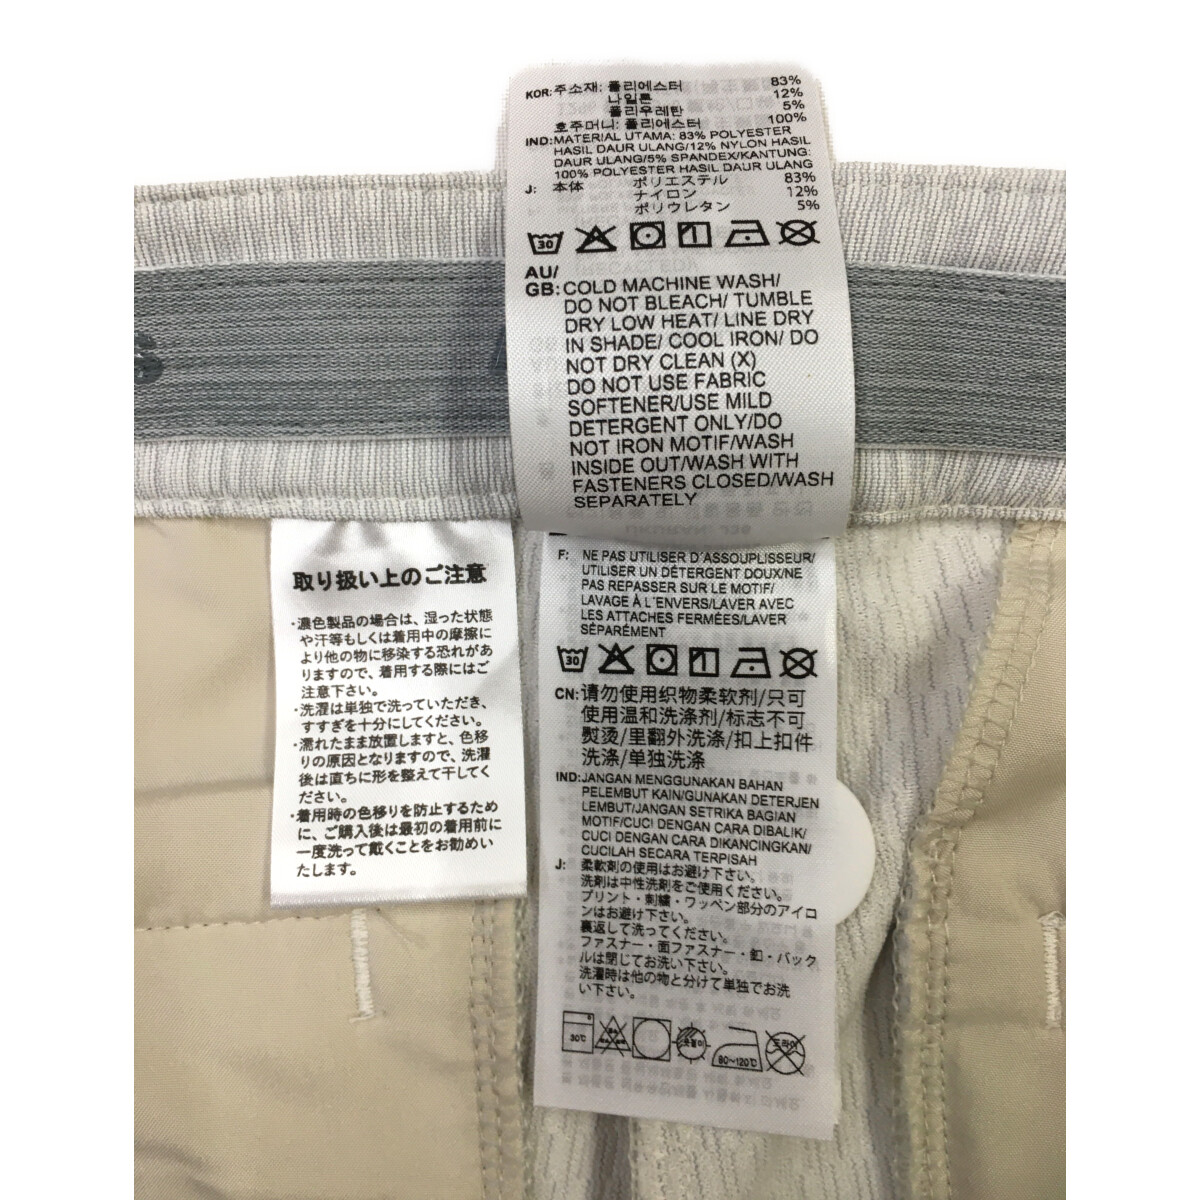 KOR: 주소재: 폴리에스터 83%
나일론 12%
폴리우레탄 5%
호주머니: 폴리에스터 100%
IND: MATERIAL UTAMA: 83% POLYESTER
HASIL DAUR ULANG/12% NYLON HASIL
DAUR ULANG/5% SPANDEX/KANTUNG:
100% POLYESTER HASIL DAUR ULANG
J: 本体 ポリエステル 83%
ナイロン 12%
ポリウレタン 5%
30
AU/
GB: COLD MACHINE WASH/
DO NOT BLEACH/ TUMBLE
DRY LOW HEAT/ LINE DRY
IN SHADE/ COOL IRON/ DO
NOT DRY CLEAN (X)
DO NOT USE FABRIC
SOFTENER/USE MILD
DETERGENT ONLY/DO
NOT IRON MOTIF/WASH
INSIDE OUT/WASH WITH
FASTENERS CLOSED/WASH
SEPARATELY
取り扱い上のご注意
・濃色製品の場合は、湿った状態
や汗等もしくは着用中の摩擦に
より他の物に移染する恐れがあ
りますので、着用する際にはご
注意下さい。
・洗濯は単独で洗っていただき、
すすぎを十分にしてください。
・濡れたまま放置しますと、色移
りの原因となりますので、洗濯
後は直ちに形を整えて干してく
ださい。
・着用時の色移りを防止するため
に、ご購入後は最初の着用前に
一度洗って戴くことをお勧めい
たします。
F: NE PAS UTILISER D'ASSOUPLISSEUR/
UTILISER UN DÉTERGENT DOUX/NE
PAS REPASSER SUR LE MOTIF/
LAVAGE À L'ENVERS/LAVER AVEC
LES ATTACHES FERMÉES/LAVER
SÉPARÉMENT
30
CN: 请勿使用织物柔软剂/只可
使用温和洗涤剂/标志不可
熨烫/里翻外洗涤/扣上扣件
洗涤/单独洗涤
IND: JANGAN MENGGUNAKAN BAHAN
PELEMBUT KAIN/GUNAKAN DETERJEN
LEMBUT/JANGAN SETRIKA BAGIAN
MOTIF/CUCI DENGAN CARA DIBALIK/
CUCI DENGAN CARA DIKANCINGKAN/
CUCILAH SECARA TERPISAH
J: 柔軟剤の使用はお避け下さい。
洗剤は中性洗剤をご使用ください。
プリント・刺繍・ワッペン部分のアイロ
ンはお避け下さい。
裏返して洗ってください。
ファスナー・面ファスナー・釦・バック
ルは閉じてお洗い下さい。
洗濯時は他の物と分けて単独でお洗
い下さい。
30℃ 옷걸이 80~120℃ 드라이